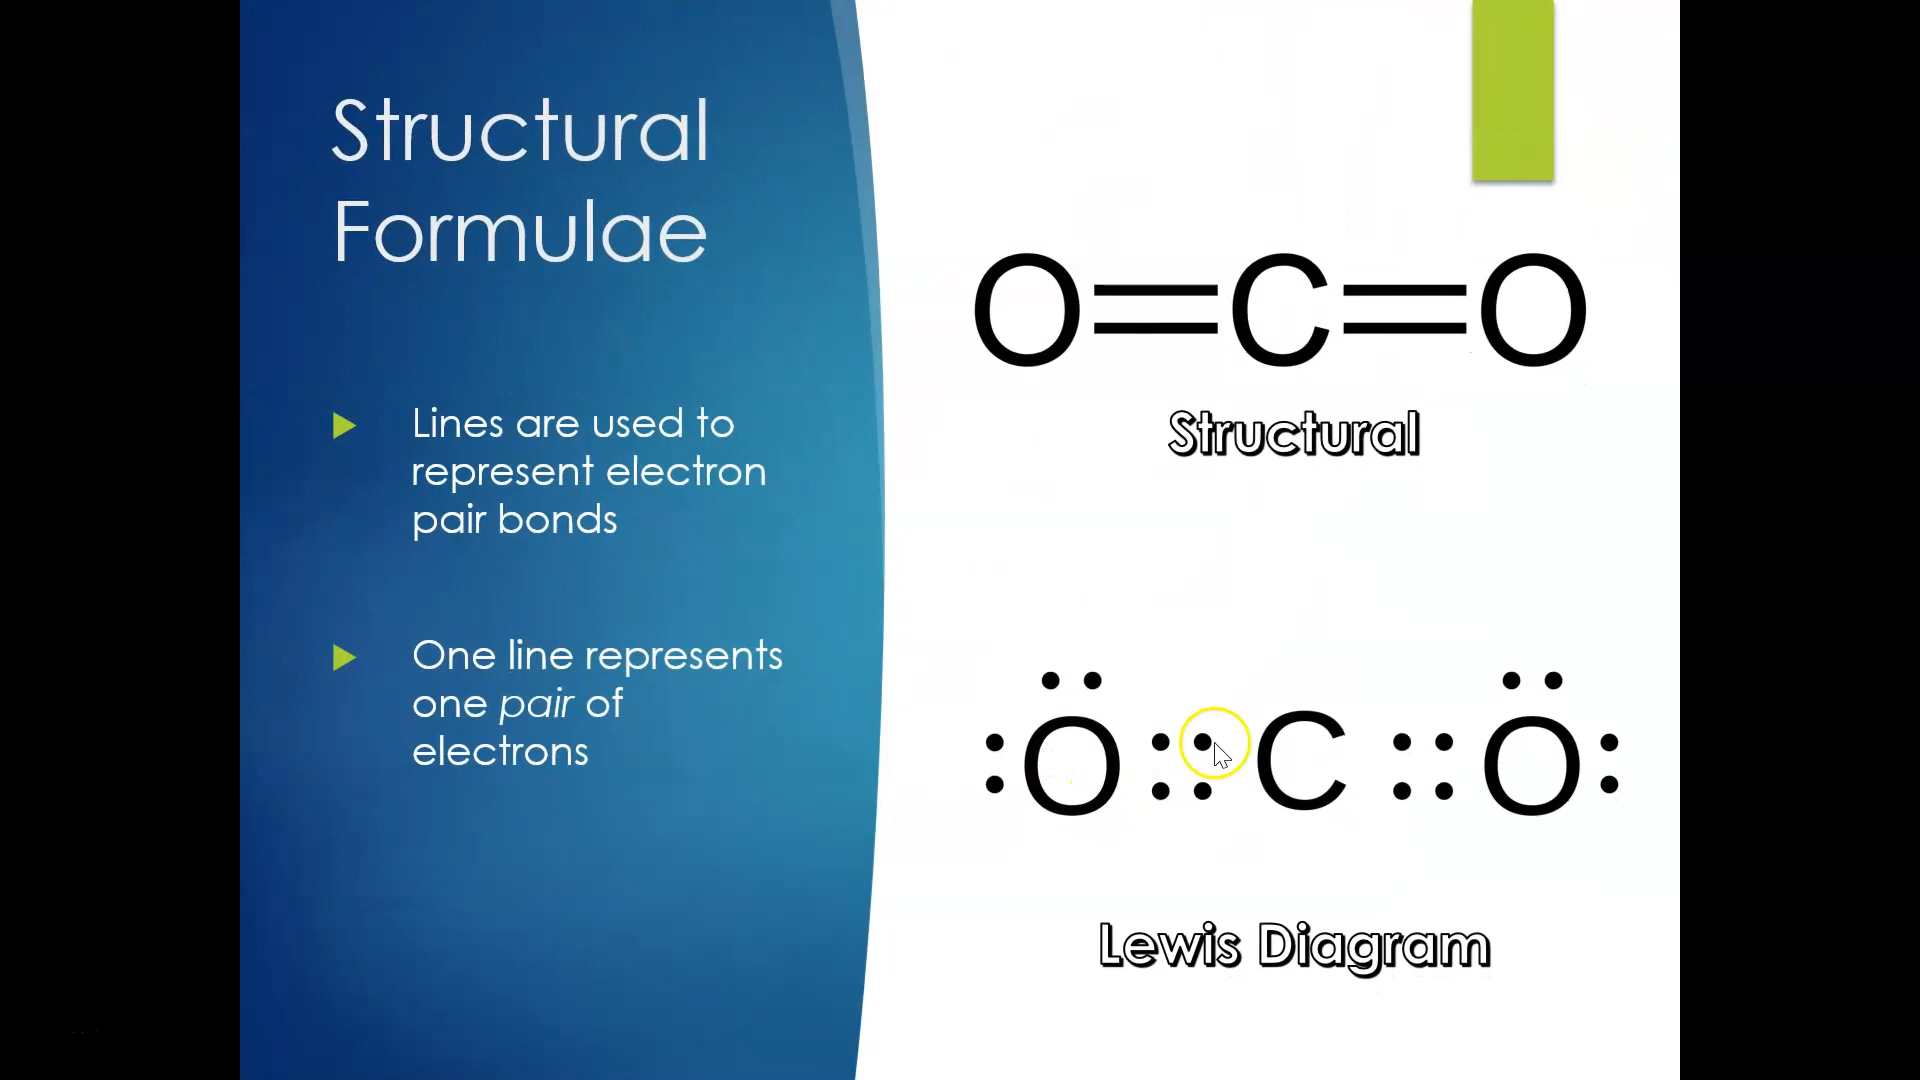 Structural
Formulae
Lines are used to
represent electron
pair bonds
One line represents
one pair of
electrons
O=C=O
Structural
O C O
Lewis Diagram